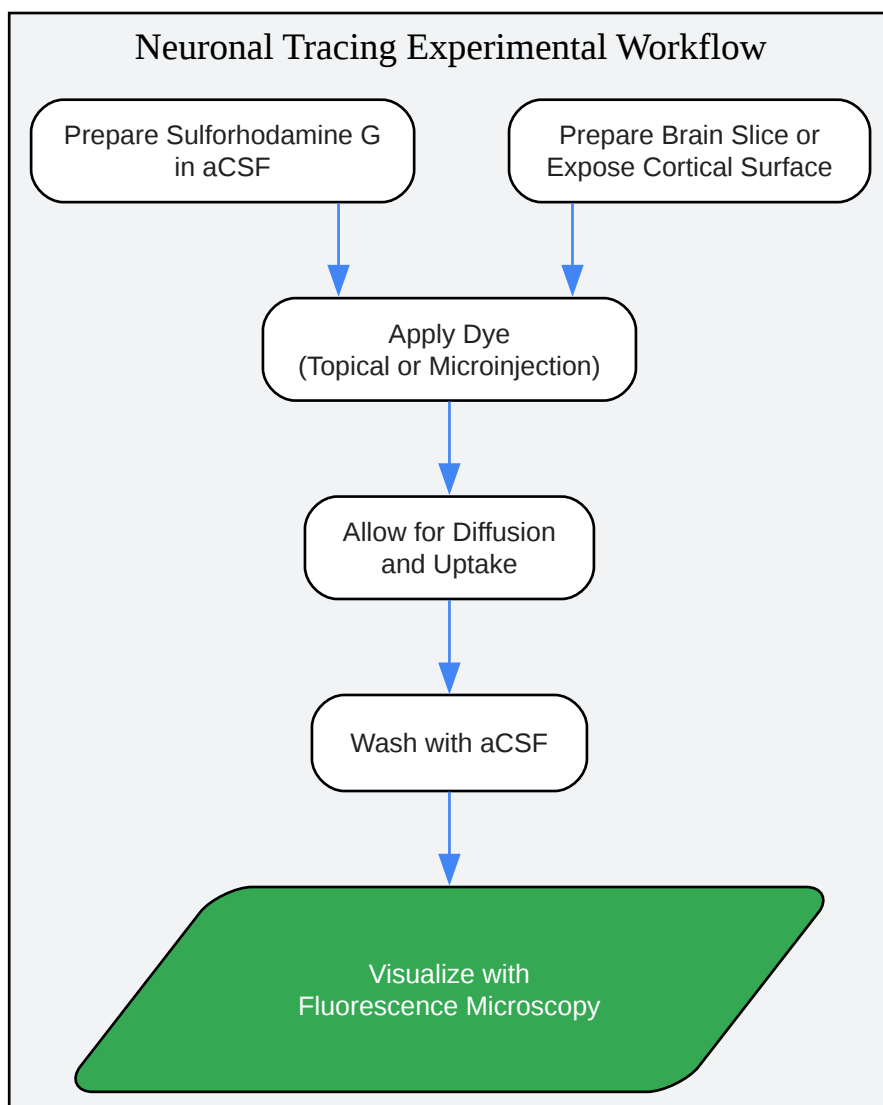 Neuronal Tracing Experimental Workflow
Prepare Sulforhodamine G
in aCSF
Prepare Brain Slice or
Expose Cortical Surface
Apply Dye
(Topical or Microinjection)
Allow for Diffusion
and Uptake
Wash with aCSF
Visualize with
Fluorescence Microscopy